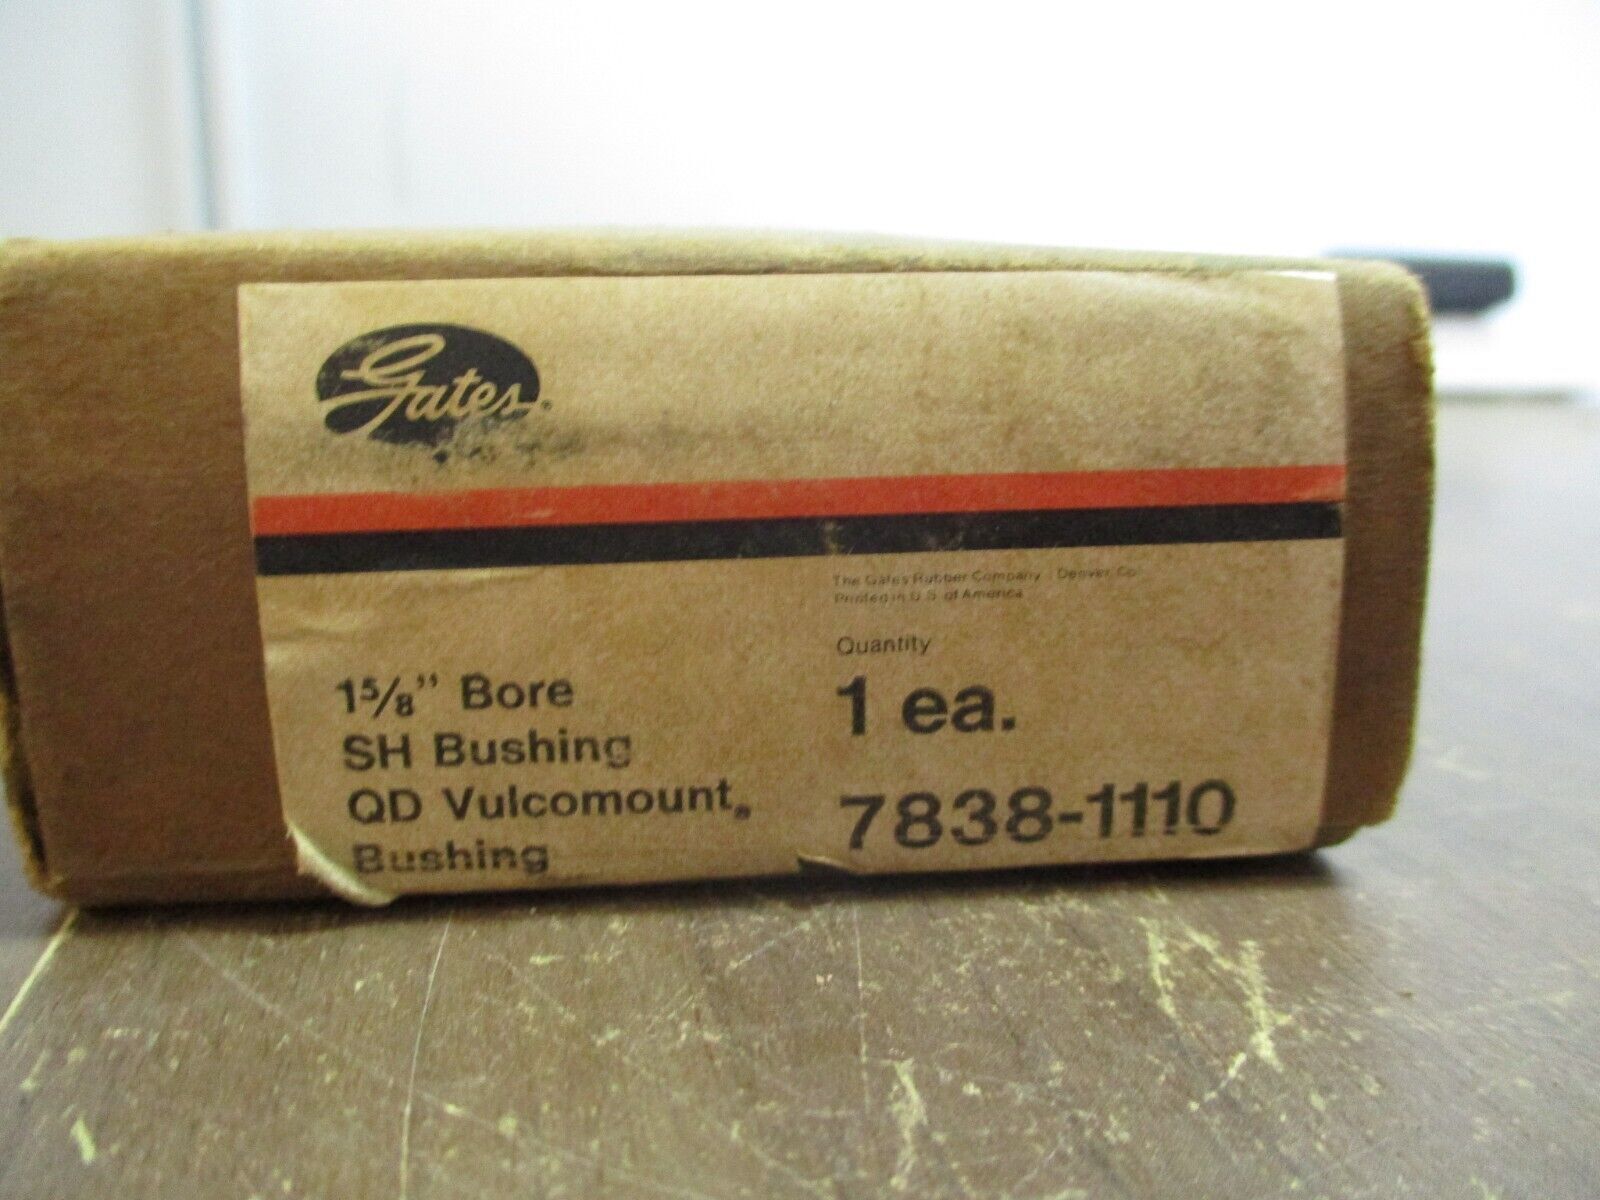 Gates®
The Gates Rubber Company Denver, Co.
Printed in U.S. of America
Quantity
1 ea.
7838-1110
1⅝" Bore
SH Bushing
QD Vulcomount®
Bushing